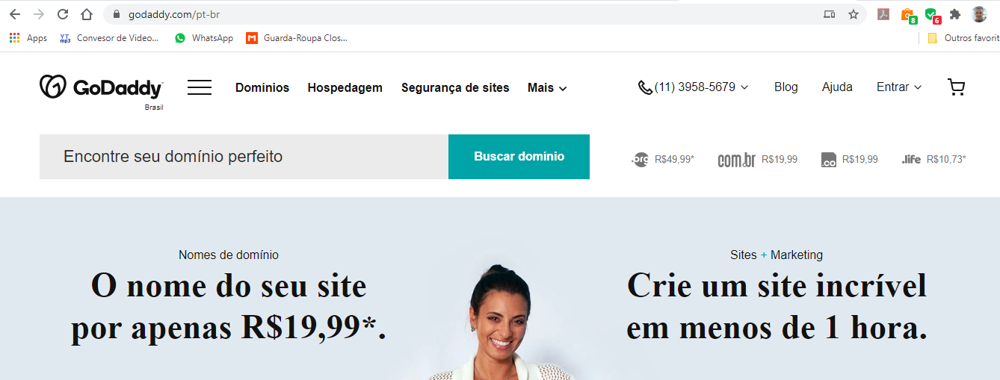 godaddy.com/pt-br
Apps
YT mp3
Convesor de Video...
WhatsApp
M
Guarda-Roupa Clos...
Outros favorit
8
6
GoDaddy
Brasil
Domínios Hospedagem Segurança de sites Mais
(11) 3958-5679 Blog Ajuda Entrar
Encontre seu domínio perfeito
Buscar domínio
.org R$49,99*
com.br R$19,99
.co R$19,99
.life R$10,73*
Nomes de domínio
O nome do seu site
por apenas R$19,99*.
Sites + Marketing
Crie um site incrível
em menos de 1 hora.